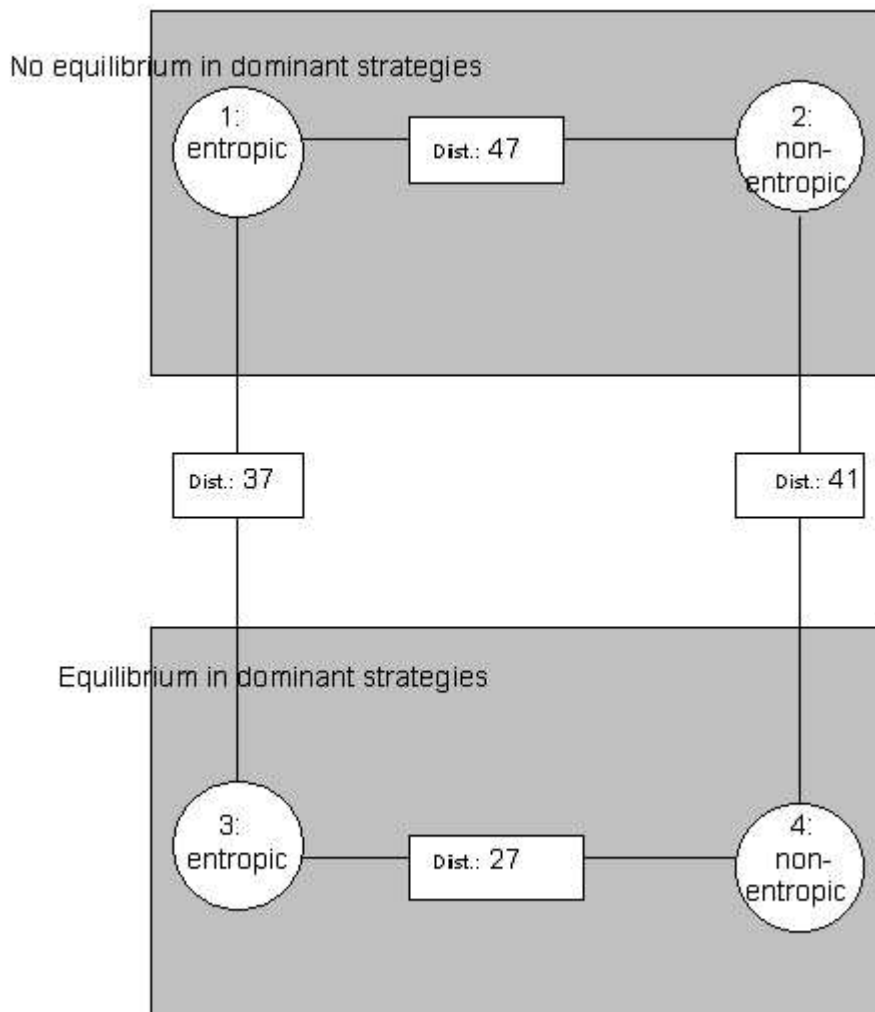 No equilibrium in dominant strategies
1:
entropic
Dist.: 47
2:
non-
entropic
Dist.: 37
Dist.: 41
Equilibrium in dominant strategies
3:
entropic
Dist.: 27
4:
non-
entropic